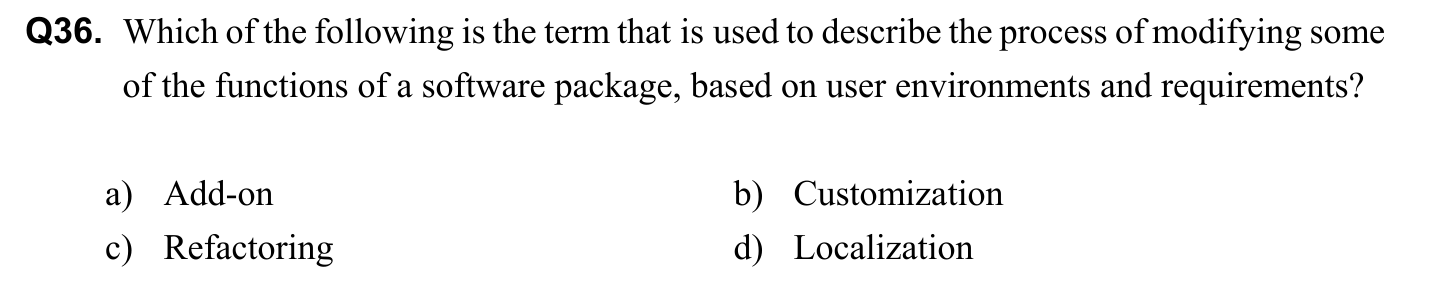 Q36. Which of the following is the term that is used to describe the process of modifying some
of the functions of a software package, based on user environments and requirements?
a) Add-on b) Customization
c) Refactoring d) Localization